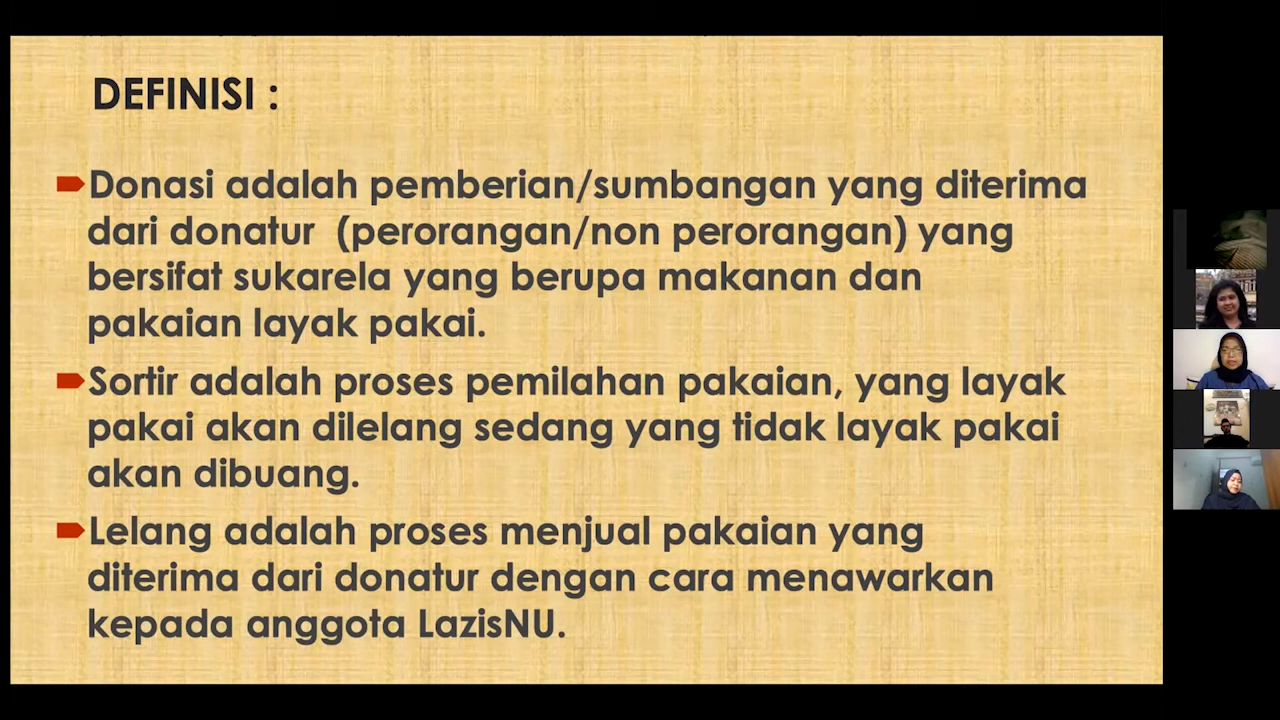 DEFINISI :
Donasi adalah pemberian/sumbangan yang diterima
dari donatur (perorangan/non perorangan) yang
bersifat sukarela yang berupa makanan dan
pakaian layak pakai.
Sortir adalah proses pemilahan pakaian, yang layak
pakai akan dilelang sedang yang tidak layak pakai
akan dibuang.
Lelang adalah proses menjual pakaian yang
diterima dari donatur dengan cara menawarkan
kepada anggota LazisNU.